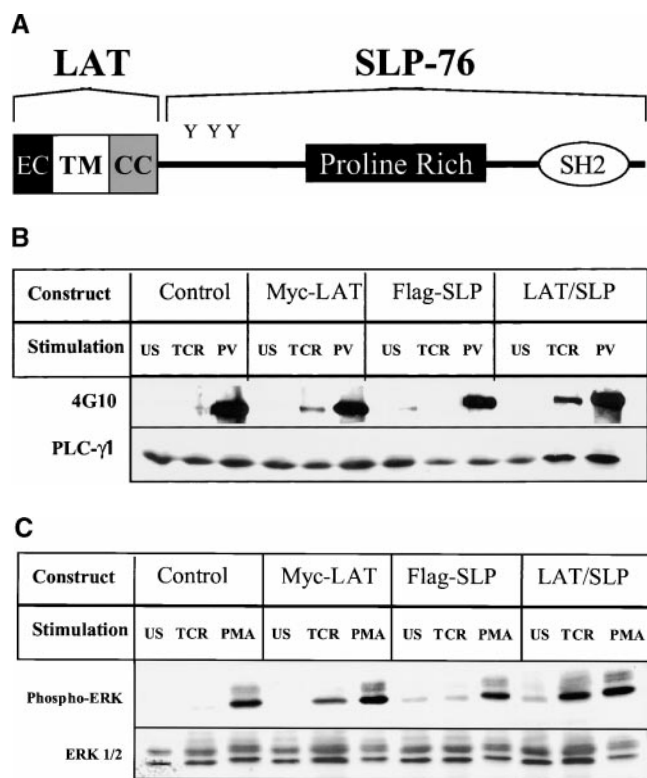 A
LAT SLP-76
Y Y Y
EC TM CC Proline Rich SH2
B
Construct Control Myc-LAT Flag-SLP LAT/SLP
Stimulation US TCR PV US TCR PV US TCR PV US TCR PV
4G10
PLC-γ1
C
Construct Control Myc-LAT Flag-SLP LAT/SLP
Stimulation US TCR PMA US TCR PMA US TCR PMA US TCR PMA
Phospho-ERK
ERK 1/2